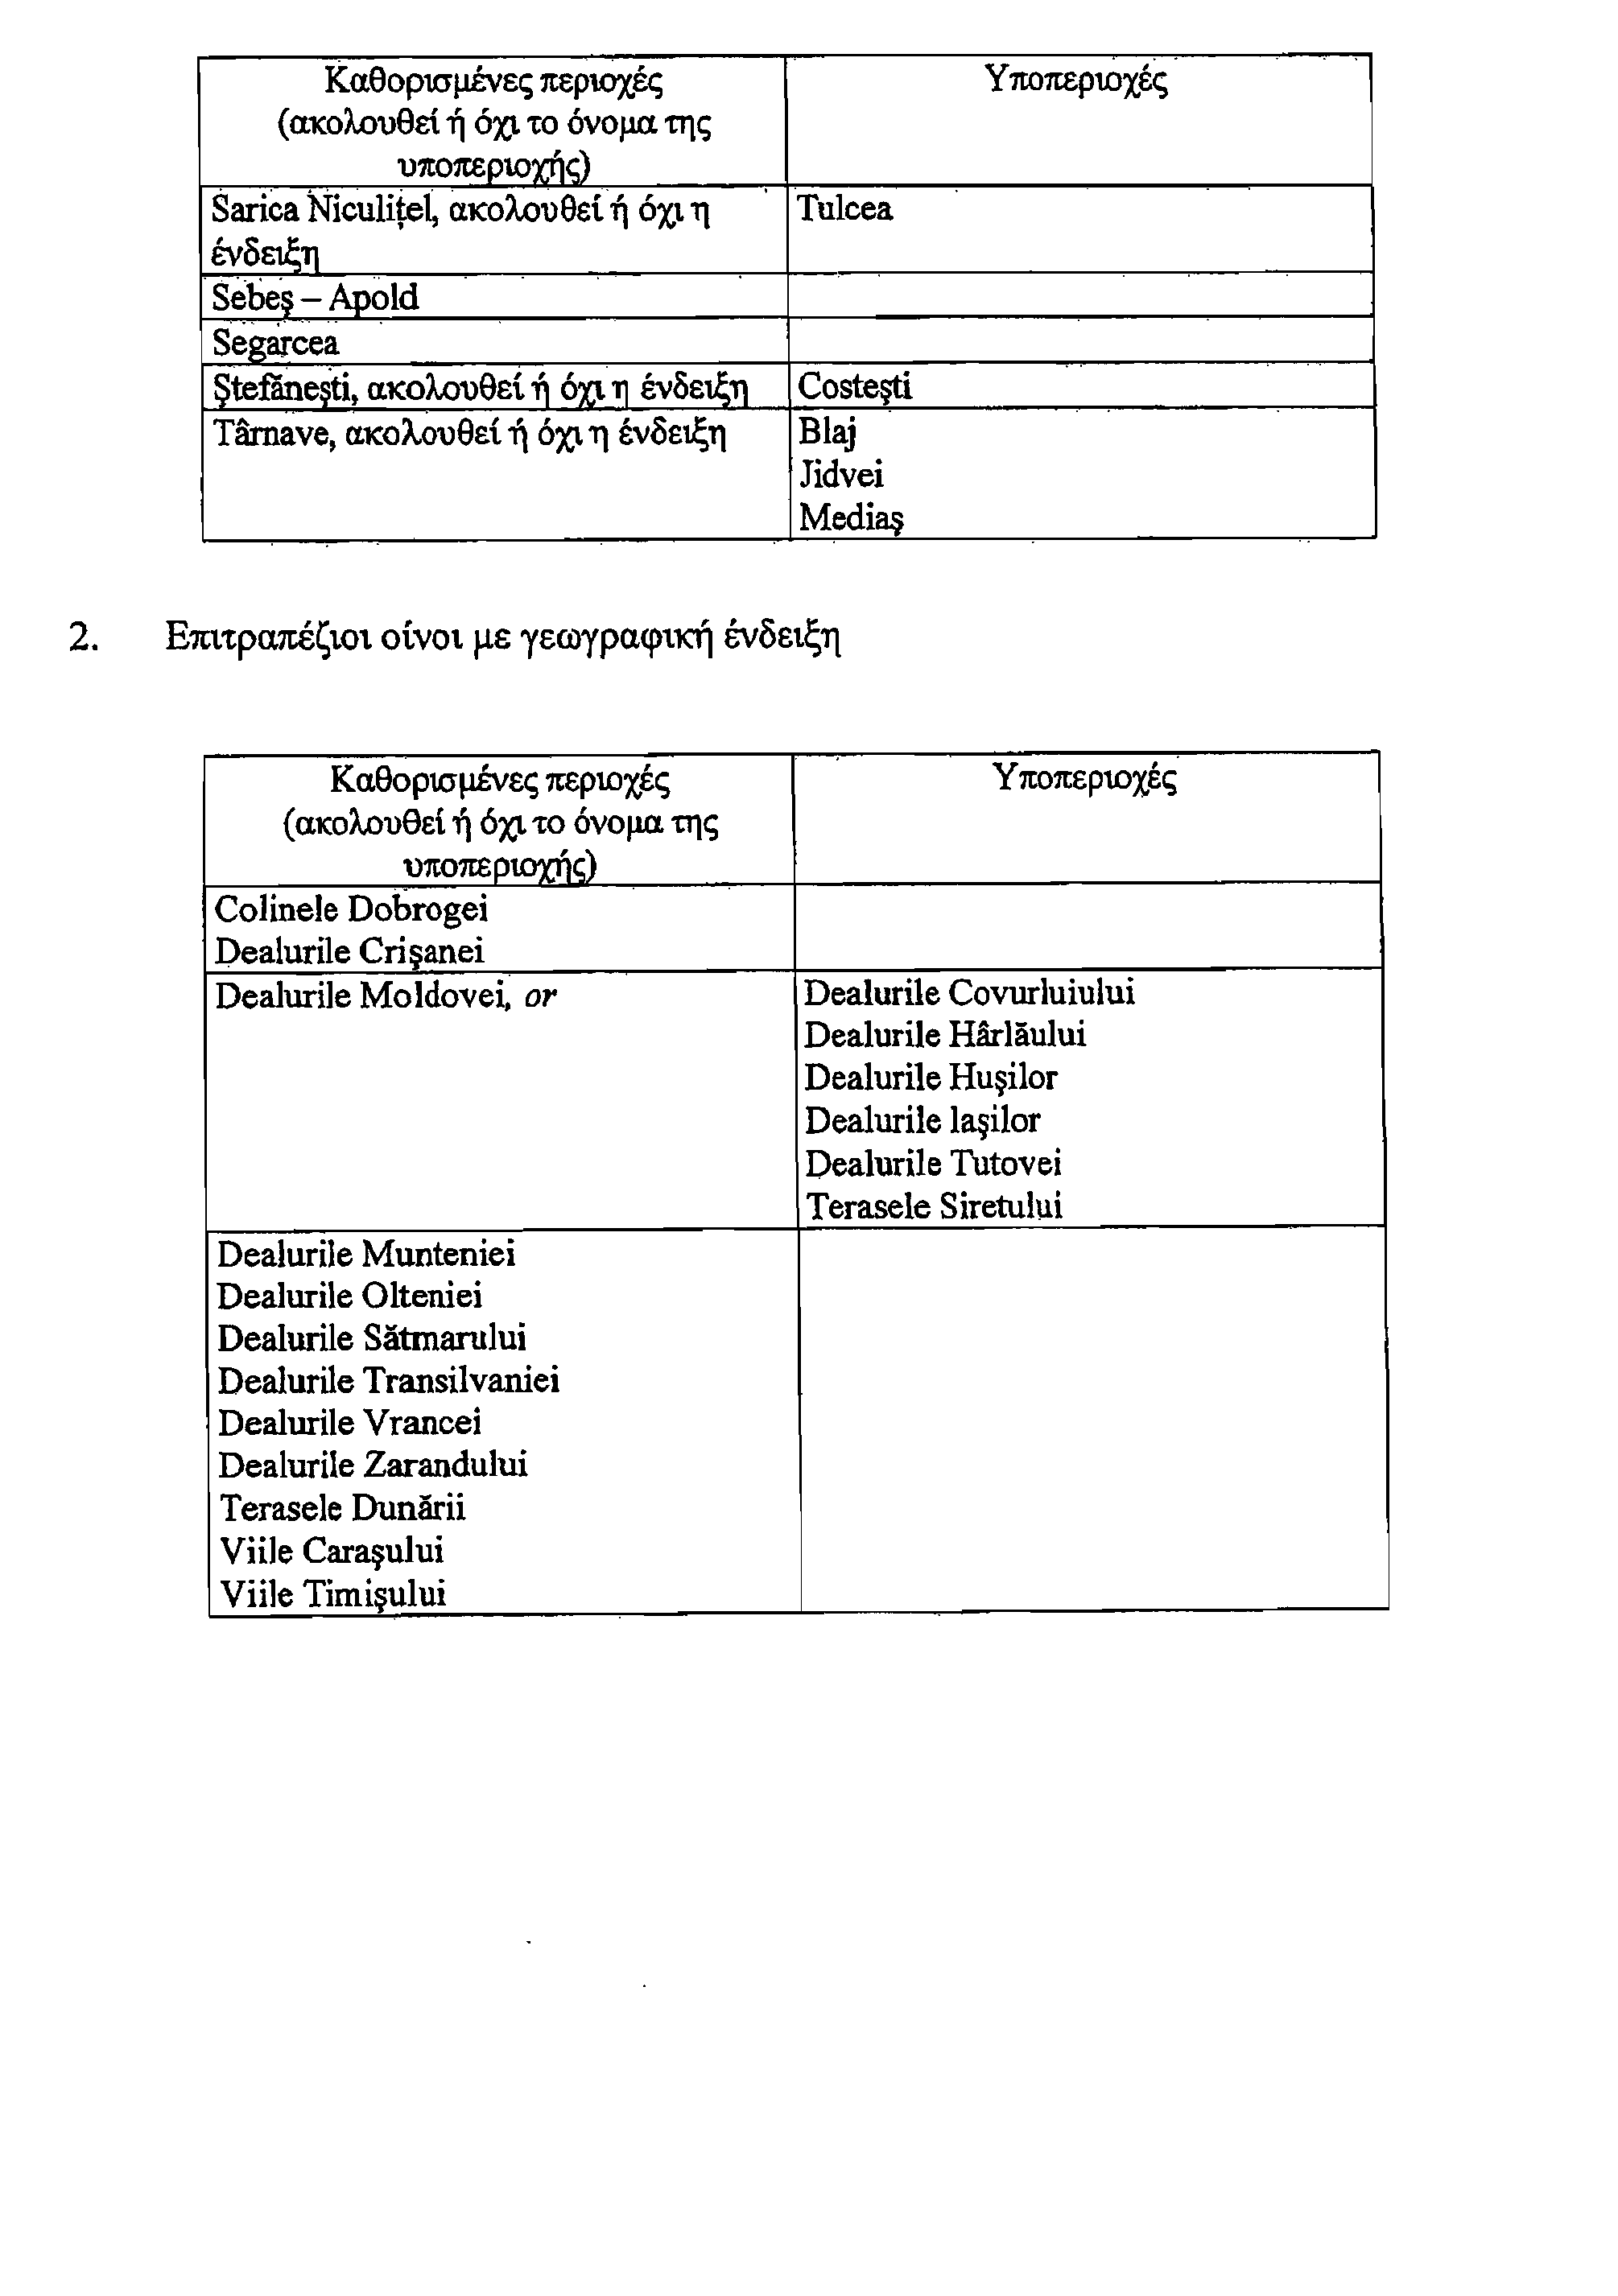 Καθορισμένες περιοχές
(ακολουθεί ή όχι το όνομα της
υποπεριοχής)
Υποπεριοχές
Sarica Niculiţel, ακολουθεί ή όχι η
ένδειξη
Tulcea
Sebeş – Apold
Segarcea
Ştefăneşti, ακολουθεί ή όχι η ένδειξη
Costeşti
Târnave, ακολουθεί ή όχι η ένδειξη
Blaj
Jidvei
Mediaş
2. Επιτραπέζιοι οίνοι με γεωγραφική ένδειξη
Καθορισμένες περιοχές
(ακολουθεί ή όχι το όνομα της
υποπεριοχής)
Υποπεριοχές
Colinele Dobrogei
Dealurile Crişanei
Dealurile Moldovei, or
Dealurile Covurluiului
Dealurile Hârlăului
Dealurile Huşilor
Dealurile Iaşilor
Dealurile Tutovei
Terasele Siretului
Dealurile Munteniei
Dealurile Olteniei
Dealurile Sătmarului
Dealurile Transilvaniei
Dealurile Vrancei
Dealurile Zarandului
Terasele Dunării
Viile Caraşului
Viile Timişului